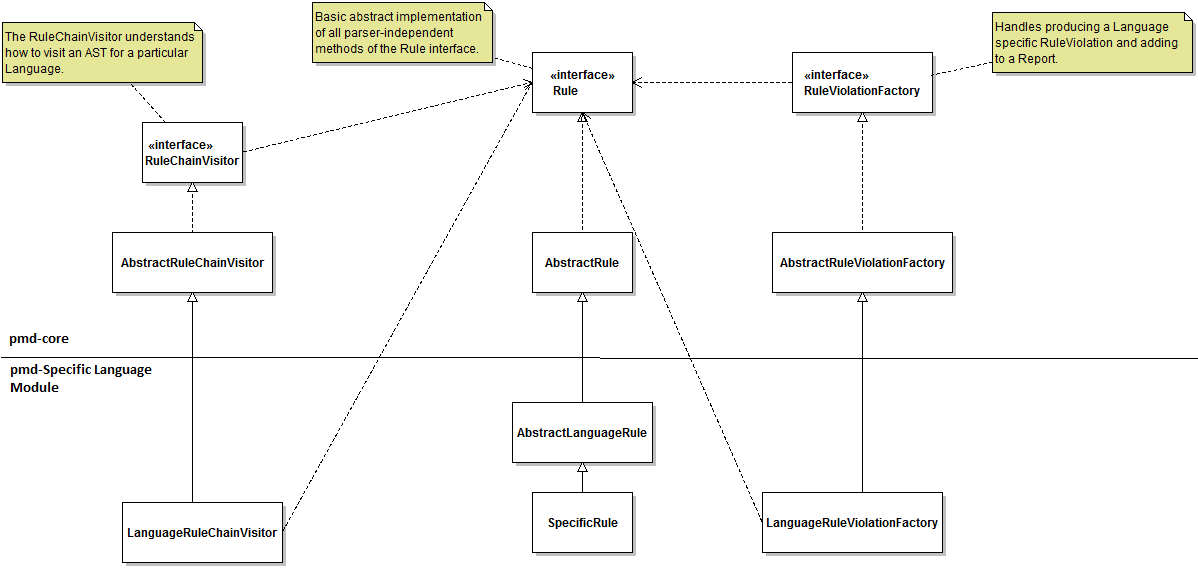 The RuleChainVisitor understands
how to visit an AST for a particular
Language.
Basic abstract implementation
of all parser-independent
methods of the Rule interface.
Handles producing a Language
specific RuleViolation and adding
to a Report.
«interface»
Rule
«interface»
RuleViolationFactory
«interface»
RuleChainVisitor
AbstractRuleChainVisitor
AbstractRule
AbstractRuleViolationFactory
pmd-core
pmd-Specific Language
Module
AbstractLanguageRule
LanguageRuleChainVisitor
SpecificRule
LanguageRuleViolationFactory